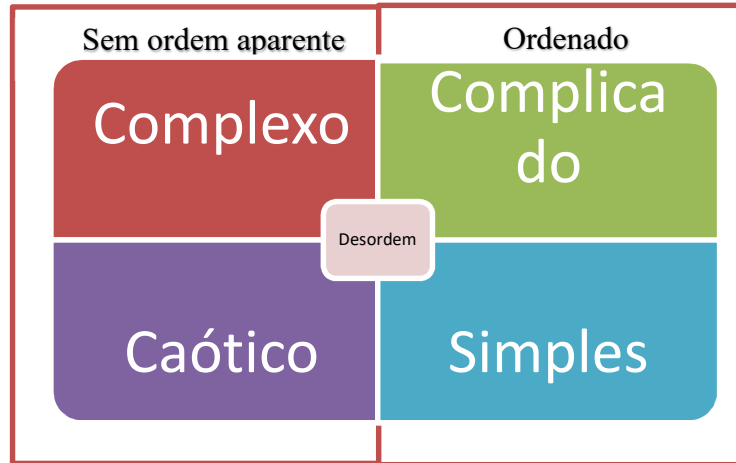 Sem ordem aparente
Ordenado
Complexo
Complica
do
Desordem
Caótico
Simples